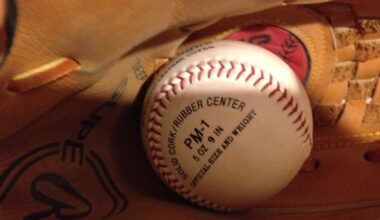 SOLID CORK/RUBBER CENTER
PM-1
5 OZ 9 IN
OFFICIAL SIZE AND WEIGHT